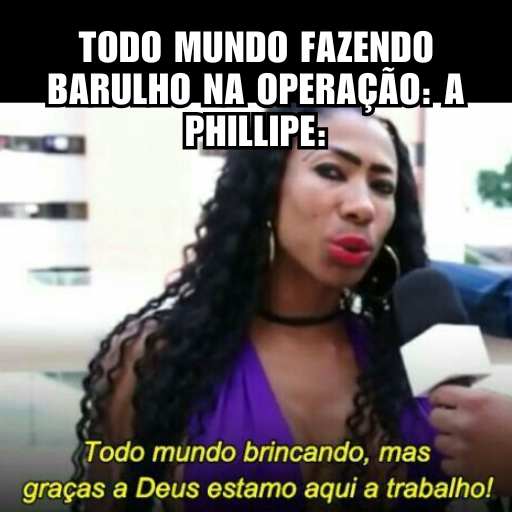 TODO MUNDO FAZENDO
BARULHO NA OPERAÇÃO: A
PHILLIPE:
Todo mundo brincando, mas
graças a Deus estamo aqui a trabalho!